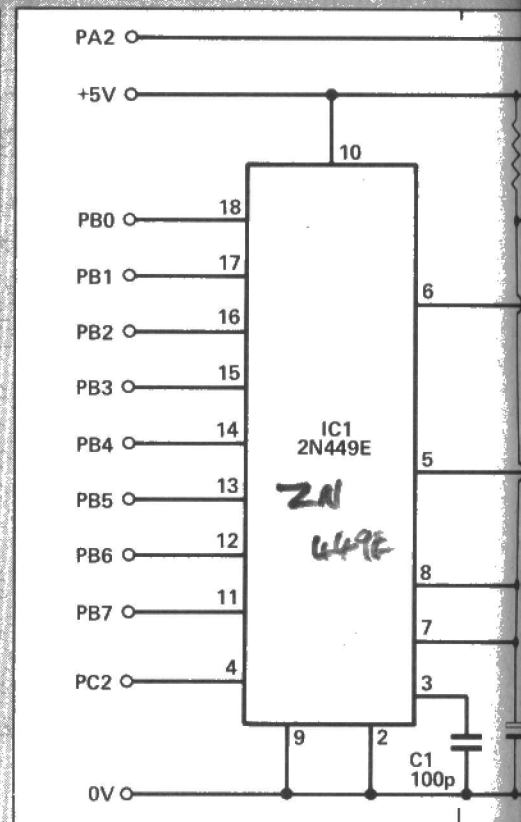 PA2
+5V
10
PB0 18
PB1 17
PB2 16
6
PB3 15
PB4 14
IC1
2N449E
5
PB5 13
ZN
449E
PB6 12
8
PB7 11
7
PC2 4
3
9 2
C1
100p
0V